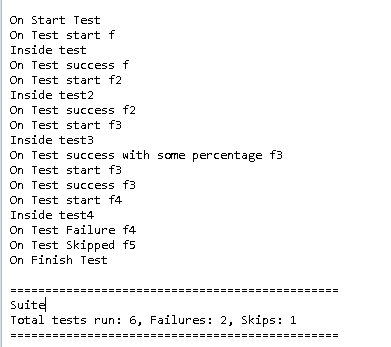 On Start Test
On Test start f
Inside test
On Test success f
On Test start f2
Inside test2
On Test success f2
On Test start f3
Inside test3
On Test success with some percentage f3
On Test start f3
On Test success f3
On Test start f4
Inside test4
On Test Failure f4
On Test Skipped f5
On Finish Test
===============================================
Suite
Total tests run: 6, Failures: 2, Skips: 1
===============================================